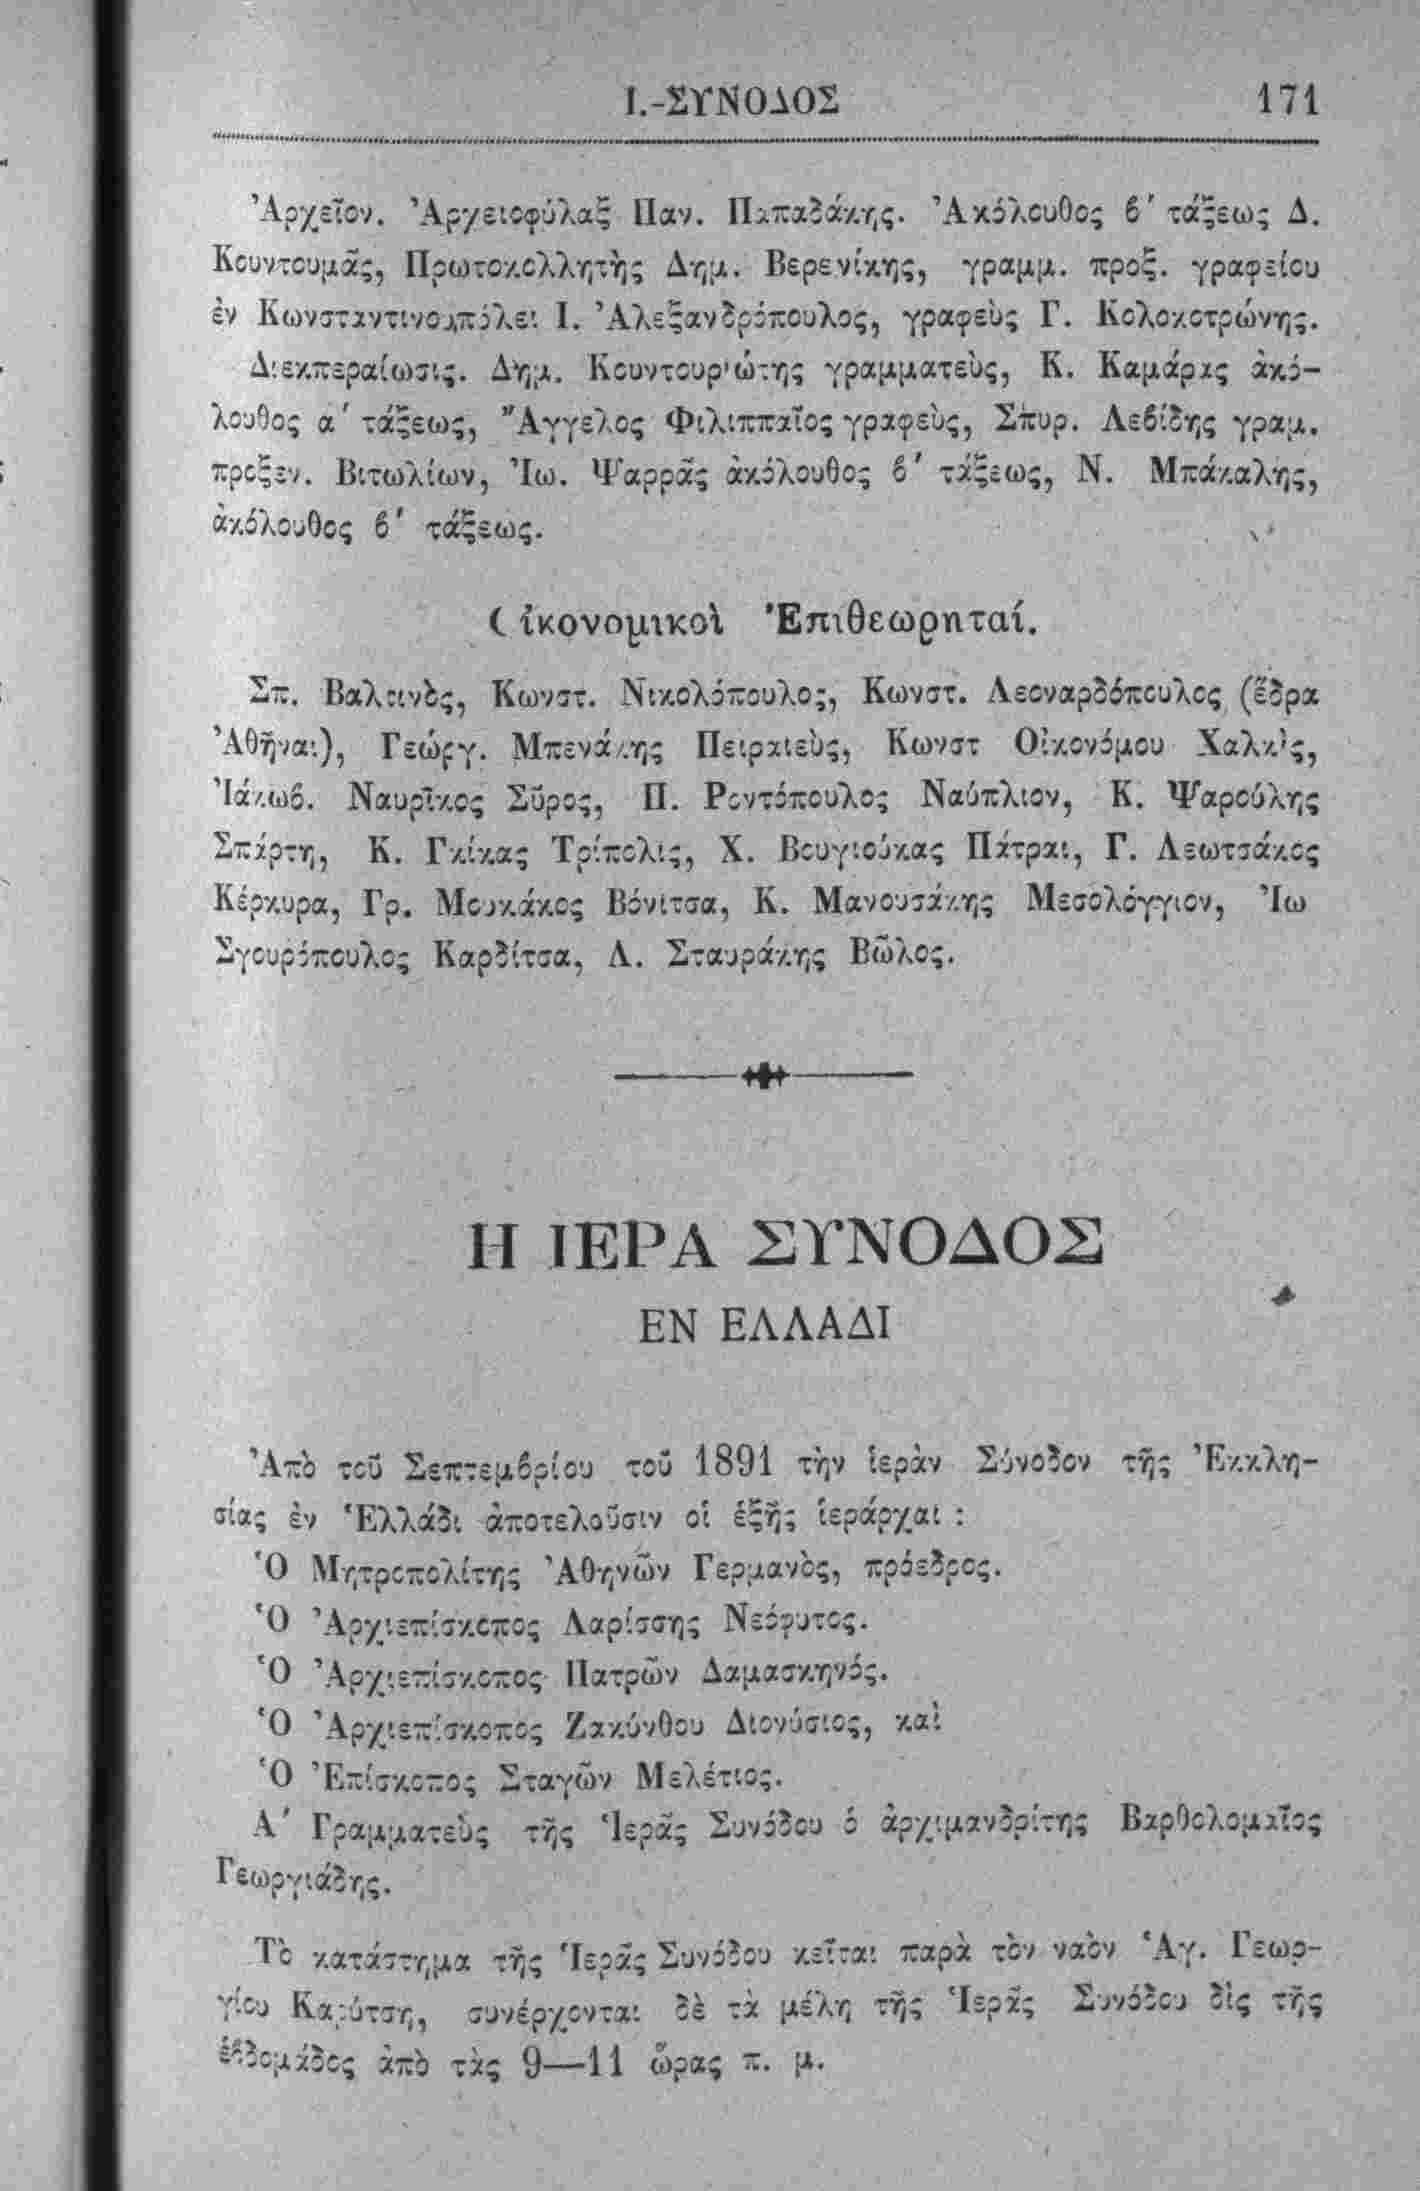 Ι.-ΣΥΝΟΔΟΣ 171
Ἀρχεῖον. Ἀρχειοφύλαξ Παν. Παπαδάκης. Ἀκόλουθος β΄ τάξεως Δ.
Κουντουμᾶς, Πρωτοκολλητὴς Δημ. Βερενίκης, γραμμ. προξ. γραφείου
ἐν Κωνσταντινουπόλει Ι. Ἀλεξανδρόπουλος, γραφεὺς Γ. Κολοκοτρώνης.
Διεκπεραίωσις. Δημ. Κουντουριώτης γραμματεὺς, Κ. Καμάρας ἀκό-
λουθος α΄ τάξεως, Ἄγγελος Φιλιππαῖος γραφεὺς, Σπυρ. Λεβίδης γραμ.
προξεν. Βιτωλίων, Ἰω. Ψαρρᾶς ἀκόλουθος β΄ τάξεως, Ν. Μπάκαλης,
ἀκόλουθος β΄ τάξεως.
Οἰκονομικοὶ Ἐπιθεωρηταί.
Σπ. Βαλτινὸς, Κωνστ. Νικολόπουλος, Κωνστ. Λεοναρδόπουλος (ἕδρα
Ἀθῆναι), Γεώργ. Μπενάκης Πειραιεὺς, Κωνστ Οἰκονόμου Χαλκὶς,
Ἰάκωβ. Ναυρῖκος Σῦρος, Π. Ροντόπουλος Ναύπλιον, Κ. Ψαρούλης
Σπάρτη, Κ. Γκίκας Τρίπολις, Χ. Βουγιούκας Πάτραι, Γ. Λεωτσάκος
Κέρκυρα, Γρ. Μουκάκος Βόνιτσα, Κ. Μανουσάκης Μεσολόγγιον, Ἰω
Σγουρόπουλος Καρδίτσα, Λ. Σταυράκης Βῶλος.
Η ΙΕΡΑ ΣΥΝΟΔΟΣ
ΕΝ ΕΛΛΑΔΙ
Ἀπὸ τοῦ Σεπτεμβρίου τοῦ 1891 τὴν ἱερὰν Σύνοδον τῆς Ἐκκλη-
σίας ἐν Ἑλλάδι ἀποτελοῦσιν οἱ ἑξῆς ἱεράρχαι :
Ὁ Μητροπολίτης Ἀθηνῶν Γερμανὸς, πρόεδρος.
Ὁ Ἀρχιεπίσκοπος Λαρίσσης Νεόφυτος.
Ὁ Ἀρχιεπίσκοπος Πατρῶν Δαμασκηνός.
Ὁ Ἀρχιεπίσκοπος Ζακύνθου Διονύσιος, καὶ
Ὁ Ἐπίσκοπος Σταγῶν Μελέτιος.
Α΄ Γραμματεὺς τῆς Ἱερᾶς Συνόδου ὁ ἀρχιμανδρίτης Βαρθολομαῖος
Γεωργιάδης.
Τὸ κατάστημα τῆς Ἱερᾶς Συνόδου κεῖται παρὰ τὸν ναὸν Ἁγ. Γεωρ-
γίου Καρύτση, συνέρχονται δὲ τὰ μέλη τῆς Ἱερᾶς Συνόδου δὶς τῆς
ἑβδομάδος ἀπὸ τὰς 9—11 ὥρας π. μ.